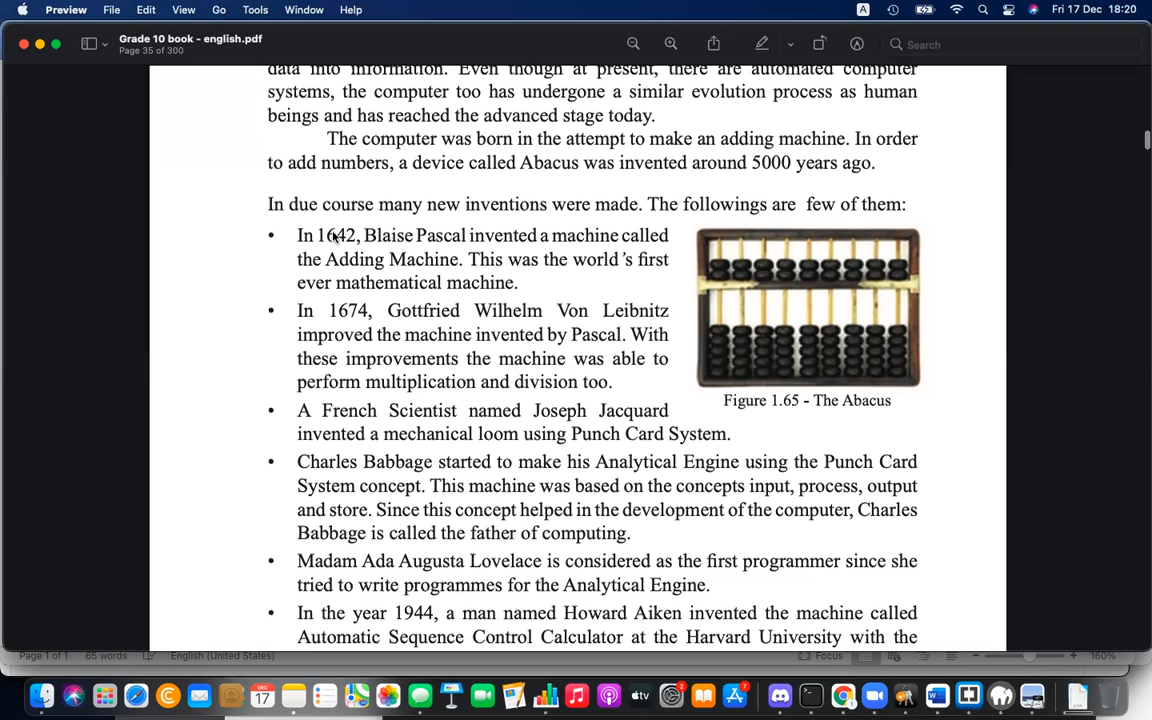 Preview File Edit View Go Tools Window Help A Fri 17 Dec 18:20
Grade 10 book - english.pdf
Page 35 of 300
Search
data into information. Even though at present, there are automated computer
systems, the computer too has undergone a similar evolution process as human
beings and has reached the advanced stage today.
The computer was born in the attempt to make an adding machine. In order
to add numbers, a device called Abacus was invented around 5000 years ago.
In due course many new inventions were made. The followings are few of them:
• In 1642, Blaise Pascal invented a machine called
the Adding Machine. This was the world's first
ever mathematical machine.
• In 1674, Gottfried Wilhelm Von Leibnitz
improved the machine invented by Pascal. With
these improvements the machine was able to
perform multiplication and division too.
Figure 1.65 - The Abacus
• A French Scientist named Joseph Jacquard
invented a mechanical loom using Punch Card System.
• Charles Babbage started to make his Analytical Engine using the Punch Card
System concept. This machine was based on the concepts input, process, output
and store. Since this concept helped in the development of the computer, Charles
Babbage is called the father of computing.
• Madam Ada Augusta Lovelace is considered as the first programmer since she
tried to write programmes for the Analytical Engine.
• In the year 1944, a man named Howard Aiken invented the machine called
Automatic Sequence Control Calculator at the Harvard University with the
Page 1 of 1 65 words English (United States) Focus 160%
DEC
17
tv